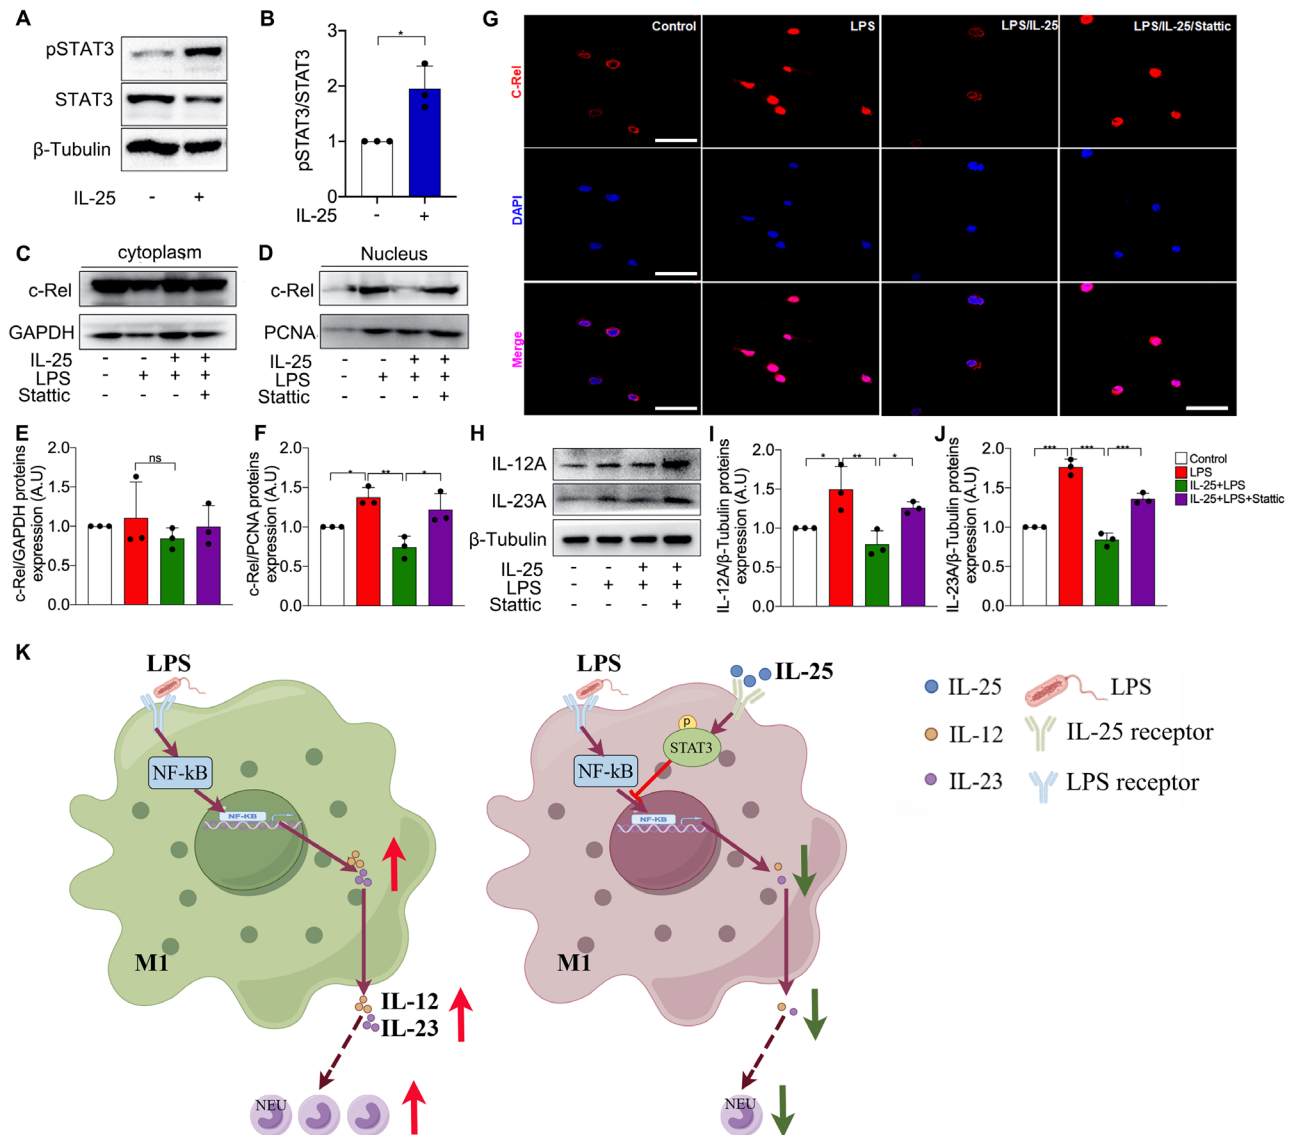 A
pSTAT3
STAT3
β-Tubulin
IL-25 - +
B
pSTAT3/STAT3
3
2
1
0
*
IL-25 - +
C
cytoplasm
c-Rel
GAPDH
IL-25 - - + +
LPS - + + +
Stattic - - - +
D
Nucleus
c-Rel
PCNA
IL-25 - - + +
LPS - + + +
Stattic - - - +
E
c-Rel/GAPDH proteins
expression (A.U)
2.0
1.5
1.0
0.5
0.0
ns
F
c-Rel/PCNA proteins
expression (A.U)
2.0
1.5
1.0
0.5
0.0
* ** *
G
Control LPS LPS/IL-25 LPS/IL-25/Stattic
C-Rel
DAPI
Merge
H
IL-12A
IL-23A
β-Tubulin
IL-25 - - + +
LPS - + + +
Stattic - - - +
I
IL-12A/β-Tubulin proteins
expression (A.U)
2.0
1.5
1.0
0.5
0.0
* ** *
J
IL-23A/β-Tubulin proteins
expression (A.U)
2.0
1.5
1.0
0.5
0.0
*** *** ***
Control
LPS
IL-25+LPS
IL-25+LPS+Stattic
K
LPS
NF-kB
NF-KB
M1
IL-12
IL-23
NEU
LPS
IL-25
P
STAT3
NF-kB
NF-KB
M1
NEU
IL-25
LPS
IL-12
IL-25 receptor
IL-23
LPS receptor